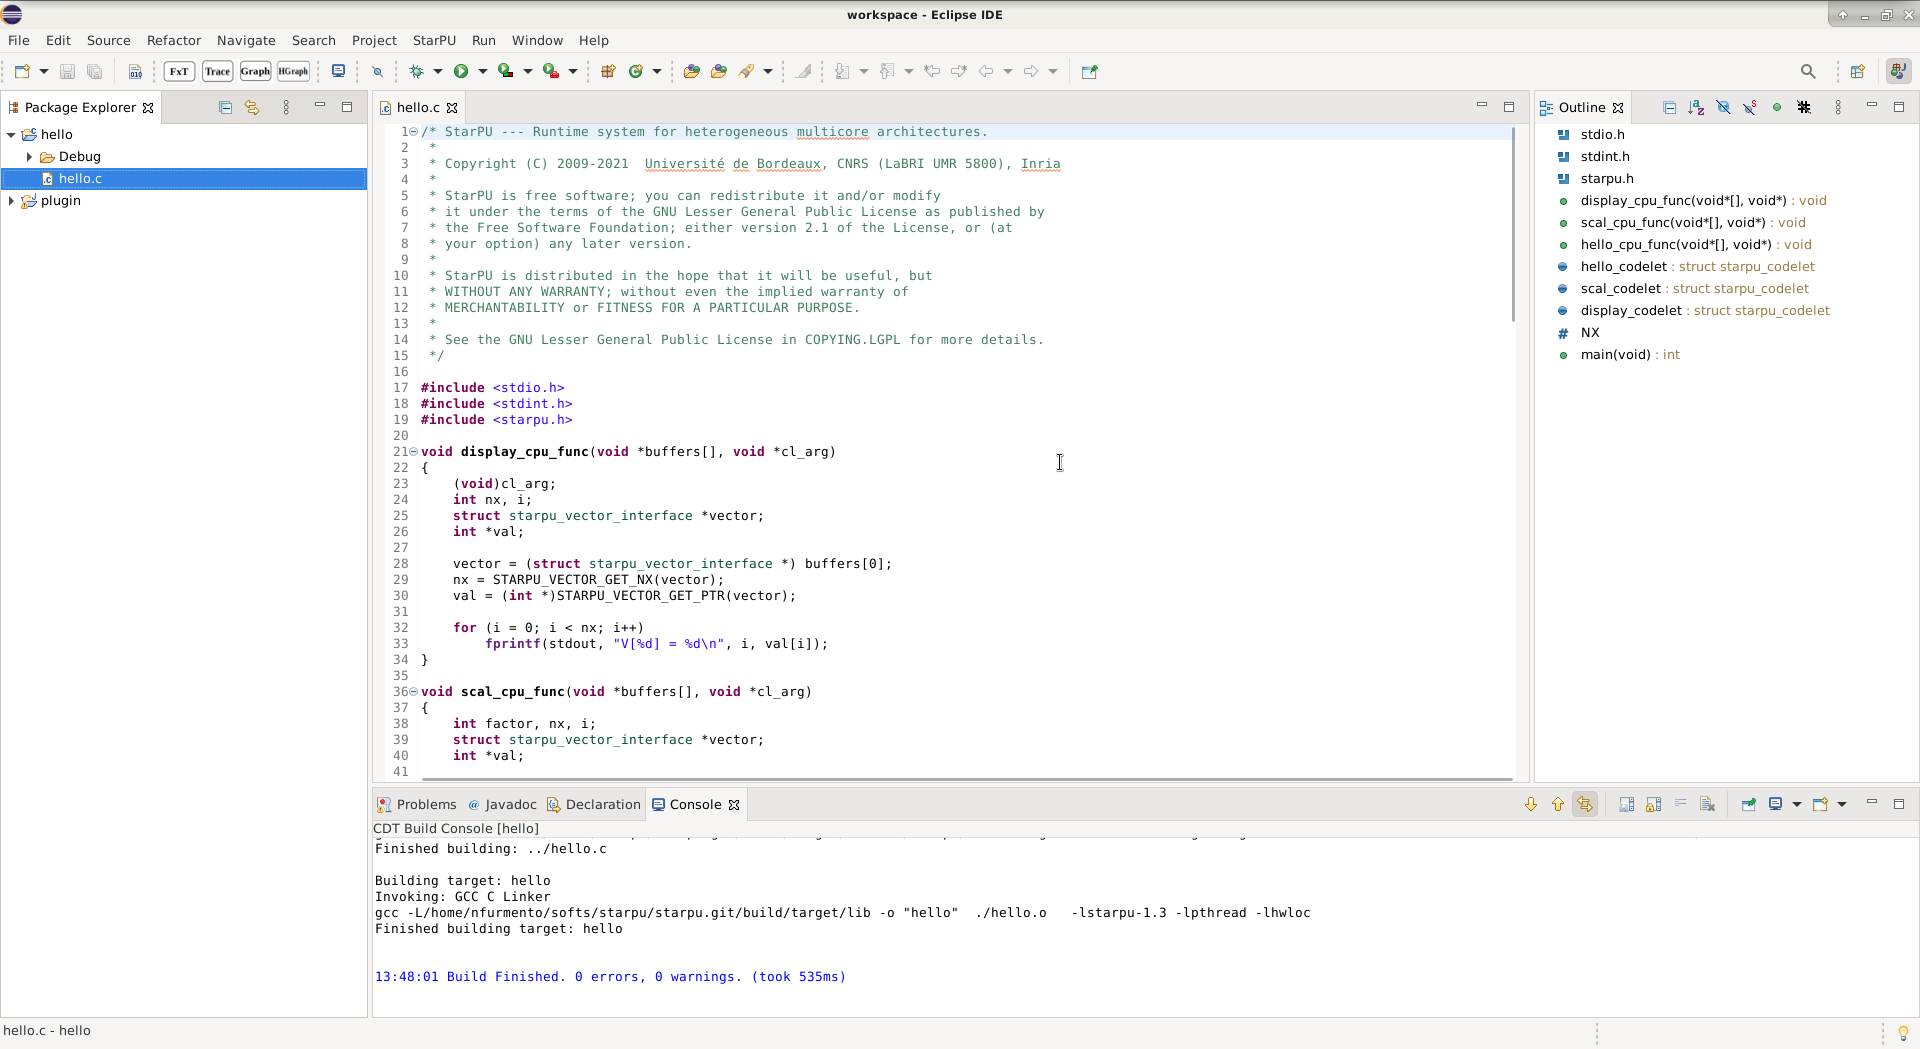 workspace - Eclipse IDE
File Edit Source Refactor Navigate Search Project StarPU Run Window Help
FxT Trace Graph HGraph
Package Explorer
hello
Debug
hello.c
plugin
hello.c
1 /* StarPU --- Runtime system for heterogeneous multicore architectures.
2 *
3 * Copyright (C) 2009-2021  Université de Bordeaux, CNRS (LaBRI UMR 5800), Inria
4 *
5 * StarPU is free software; you can redistribute it and/or modify
6 * it under the terms of the GNU Lesser General Public License as published by
7 * the Free Software Foundation; either version 2.1 of the License, or (at
8 * your option) any later version.
9 *
10 * StarPU is distributed in the hope that it will be useful, but
11 * WITHOUT ANY WARRANTY; without even the implied warranty of
12 * MERCHANTABILITY or FITNESS FOR A PARTICULAR PURPOSE.
13 *
14 * See the GNU Lesser General Public License in COPYING.LGPL for more details.
15 */
16
17 #include <stdio.h>
18 #include <stdint.h>
19 #include <starpu.h>
20
21 void display_cpu_func(void *buffers[], void *cl_arg)
22 {
23     (void)cl_arg;
24     int nx, i;
25     struct starpu_vector_interface *vector;
26     int *val;
27
28     vector = (struct starpu_vector_interface *) buffers[0];
29     nx = STARPU_VECTOR_GET_NX(vector);
30     val = (int *)STARPU_VECTOR_GET_PTR(vector);
31
32     for (i = 0; i < nx; i++)
33         fprintf(stdout, "V[%d] = %d\n", i, val[i]);
34 }
35
36 void scal_cpu_func(void *buffers[], void *cl_arg)
37 {
38     int factor, nx, i;
39     struct starpu_vector_interface *vector;
40     int *val;
41
Outline
stdio.h
stdint.h
starpu.h
display_cpu_func(void*[], void*) : void
scal_cpu_func(void*[], void*) : void
hello_cpu_func(void*[], void*) : void
hello_codelet : struct starpu_codelet
scal_codelet : struct starpu_codelet
display_codelet : struct starpu_codelet
# NX
main(void) : int
Problems @ Javadoc Declaration Console
CDT Build Console [hello]
Finished building: ../hello.c
Building target: hello
Invoking: GCC C Linker
gcc -L/home/nfurmento/softs/starpu/starpu.git/build/target/lib -o "hello"  ./hello.o   -lstarpu-1.3 -lpthread -lhwloc
Finished building target: hello
13:48:01 Build Finished. 0 errors, 0 warnings. (took 535ms)
hello.c - hello